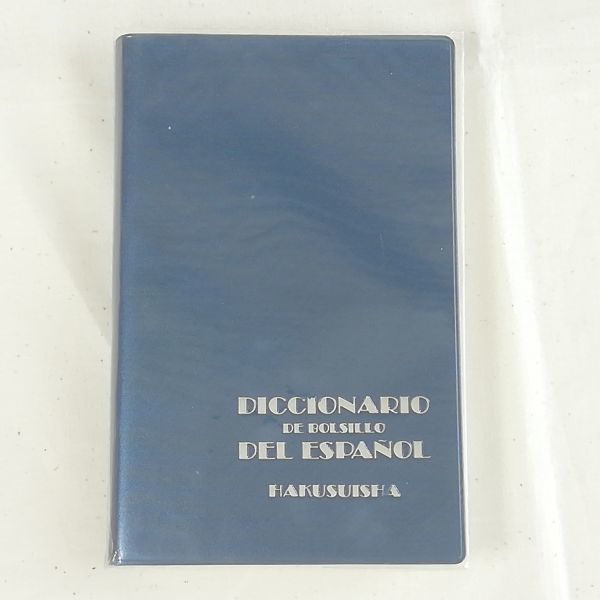 DICCIONARIO
DE BOLSILLO
DEL ESPAÑOL
HAKUSUISHA